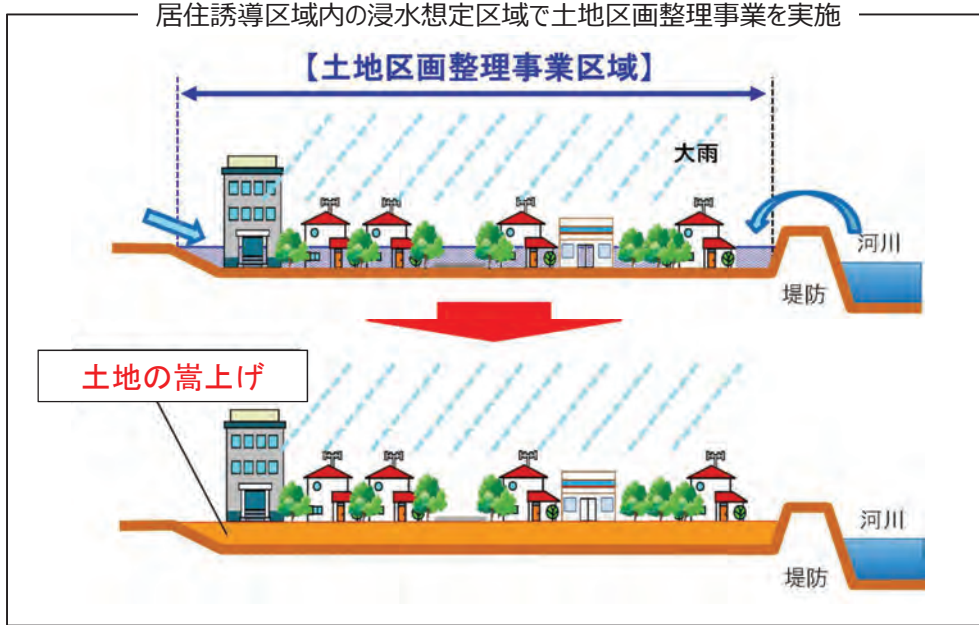 居住誘導区域内の浸水想定区域で土地区画整理事業を実施
【土地区画整理事業区域】
大雨
河川
堤防
土地の嵩上げ
河川
堤防